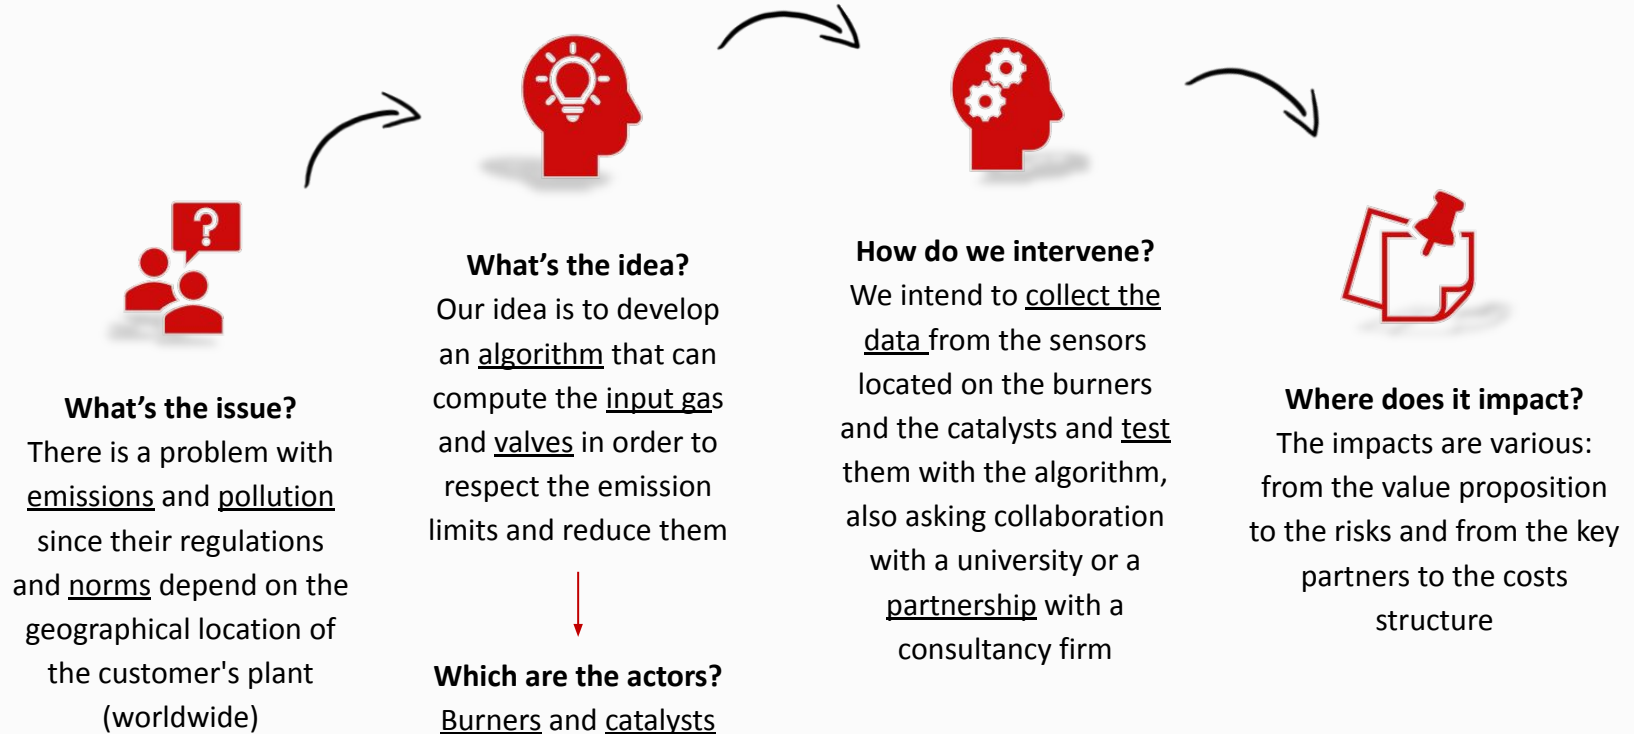 ?
What's the issue?
There is a problem with
emissions and pollution
since their regulations
and norms depend on the
geographical location of
the customer's plant
(worldwide)
What’s the idea?
Our idea is to develop
an algorithm that can
compute the input gas
and valves in order to
respect the emission
limits and reduce them
Which are the actors?
Burners and catalysts
How do we intervene?
We intend to collect the
data from the sensors
located on the burners
and the catalysts and test
them with the algorithm,
also asking collaboration
with a university or a
partnership with a
consultancy firm
Where does it impact?
The impacts are various:
from the value proposition
to the risks and from the key
partners to the costs
structure